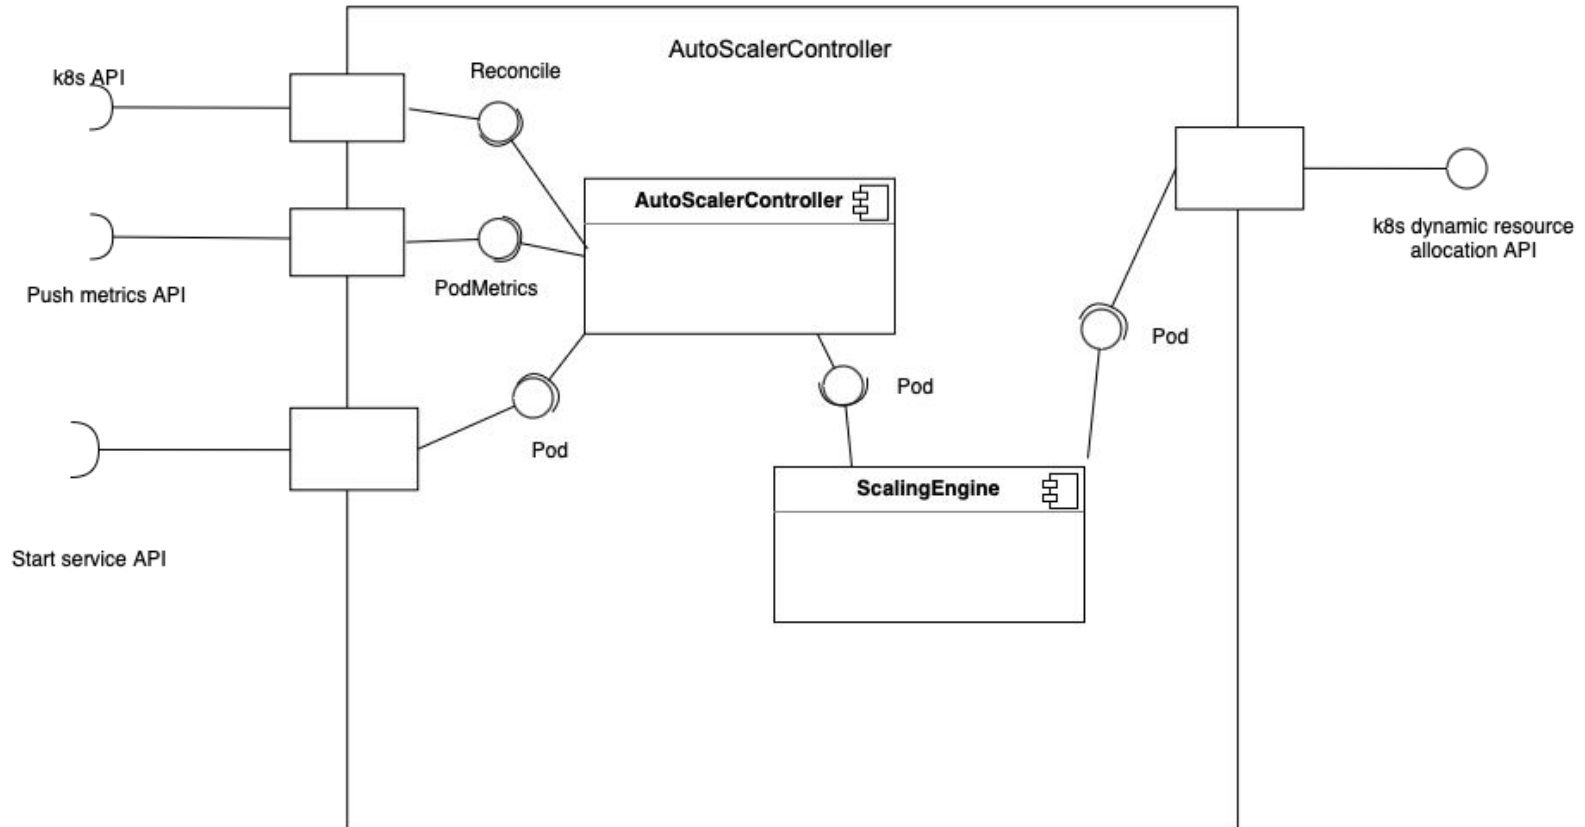 AutoScalerController
k8s API
Reconcile
AutoScalerController
k8s dynamic resource
allocation API
Push metrics API
PodMetrics
Pod
Pod
Pod
ScalingEngine
Start service API